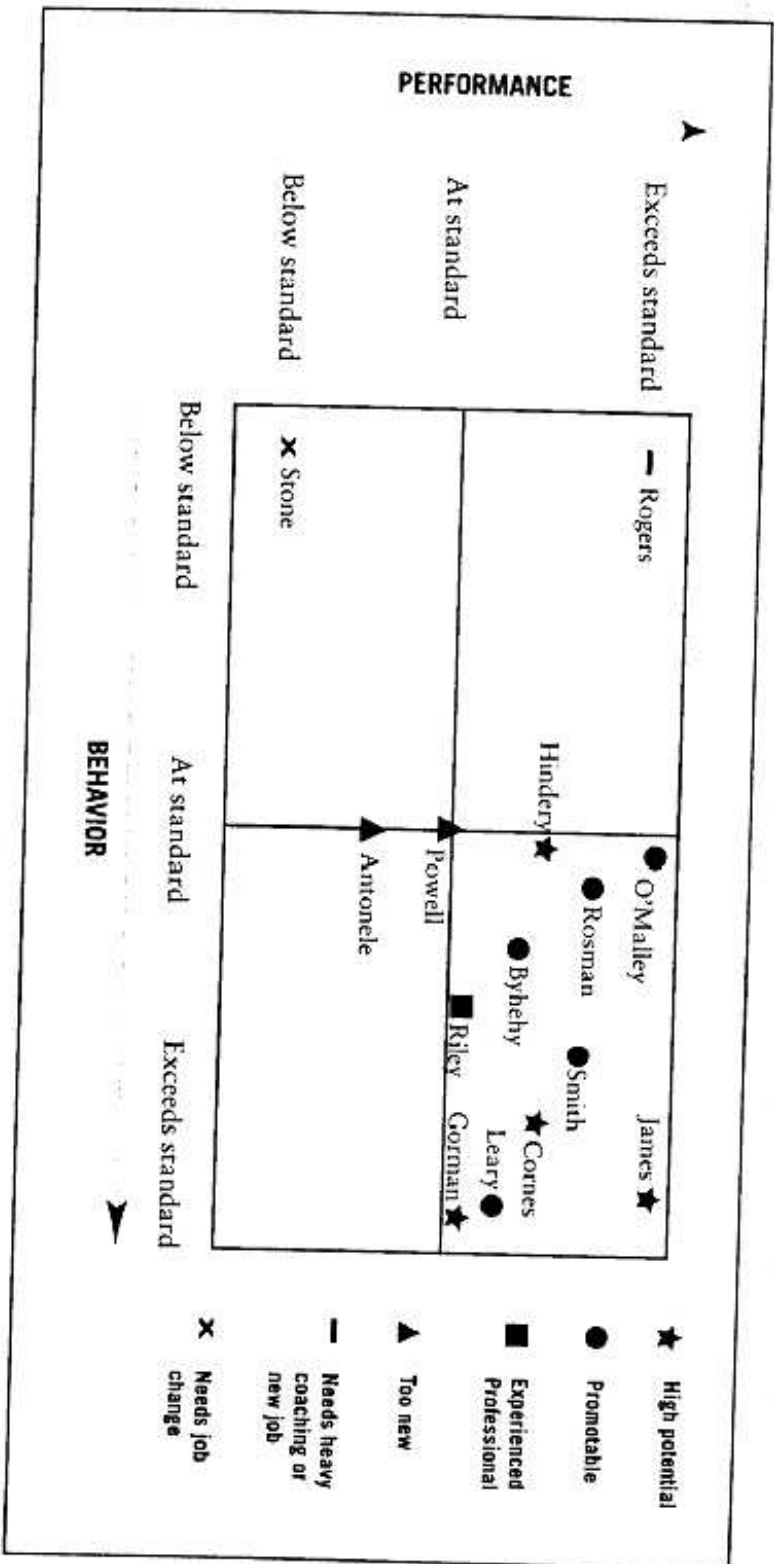 PERFORMANCE
Exceeds standard
At standard
Below standard
Rogers
O'Malley
James
Rosman
Smith
Hindery
Byhehy
Cornes
Leary
Powell
Riley
Gorman
Antonele
Stone
Below standard
At standard
Exceeds standard
BEHAVIOR
High potential
Promotable
Experienced
Professional
Too new
Needs heavy
coaching or
new job
Needs job
change